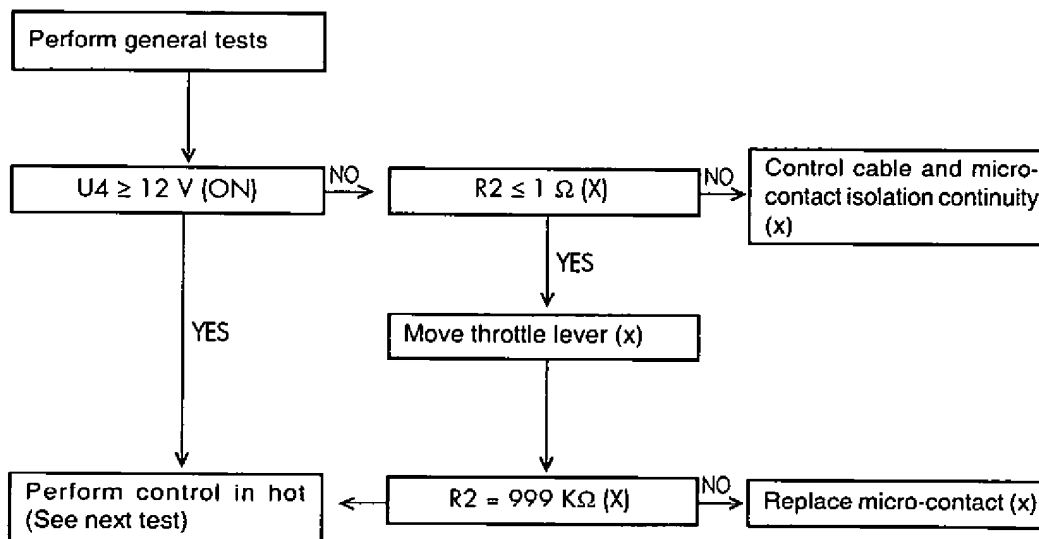 Perform general tests
U4 ≥ 12 V (ON)
NO
R2 ≤ 1 Ω (X)
NO
Control cable and micro-
contact isolation continuity
(x)
YES
YES
Move throttle lever (x)
Perform control in hot
(See next test)
R2 = 999 KΩ (X)
NO
Replace micro-contact (x)